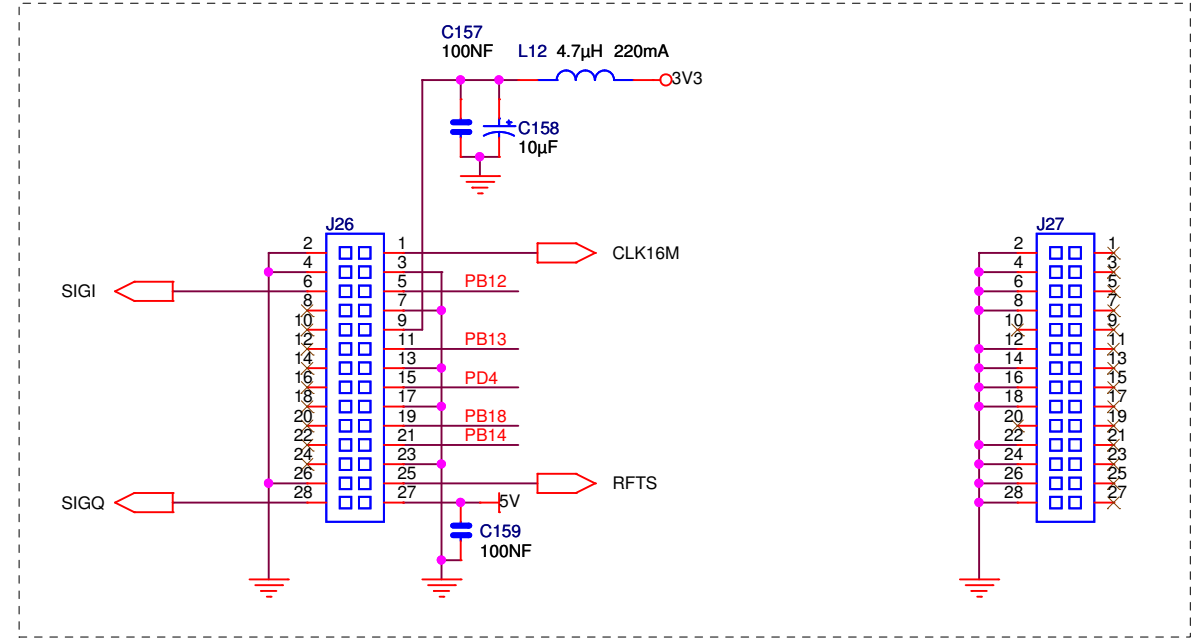 C157
100NF L12 4.7µH 220mA
3V3
C158
10µF
J26
J27
2 1
4 3
6 5 PB12
8 7
10 9
12 11 PB13
14 13
16 15 PD4
18 17
20 19 PB18
22 21 PB14
24 23
26 25
28 27
CLK16M
SIGI
RFTS
SIGQ
5V
C159
100NF
2 1
4 3
6 5
8 7
10 9
12 11
14 13
16 15
18 17
20 19
22 21
24 23
26 25
28 27